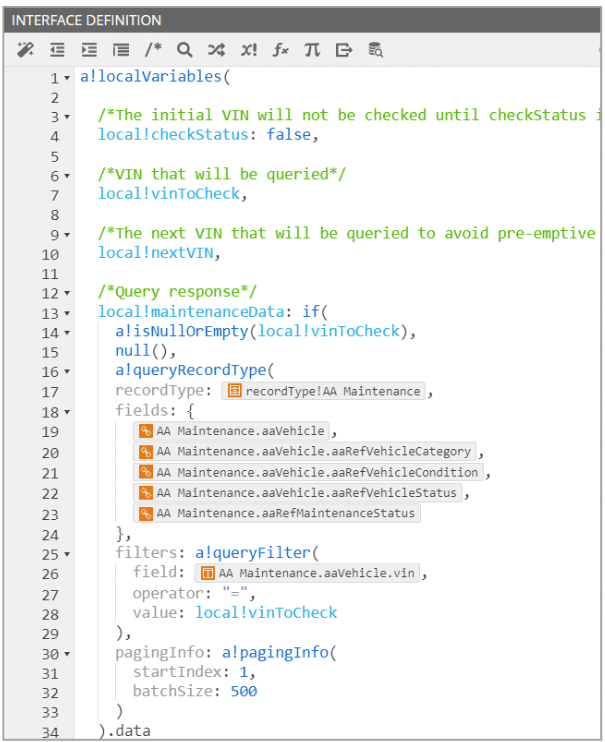 INTERFACE DEFINITION
/* x! f* π
1 a!localVariables(
2
3 /*The initial VIN will not be checked until checkStatus i
4 local!checkStatus: false,
5
6 /*VIN that will be queried*/
7 local!vinToCheck,
8
9 /*The next VIN that will be queried to avoid pre-emptive
10 local!nextVIN,
11
12 /*Query response*/
13 local!maintenanceData: if(
14 a!isNullOrEmpty(local!vinToCheck),
15 null(),
16 a!queryRecordType(
17 recordType: recordType!AA Maintenance ,
18 fields: {
19 AA Maintenance.aaVehicle ,
20 AA Maintenance.aaVehicle.aaRefVehicleCategory ,
21 AA Maintenance.aaVehicle.aaRefVehicleCondition ,
22 AA Maintenance.aaVehicle.aaRefVehicleStatus ,
23 AA Maintenance.aaRefMaintenanceStatus
24 },
25 filters: a!queryFilter(
26 field: AA Maintenance.aaVehicle.vin ,
27 operator: "=",
28 value: local!vinToCheck
29 ),
30 pagingInfo: a!pagingInfo(
31 startIndex: 1,
32 batchSize: 500
33 )
34 ).data